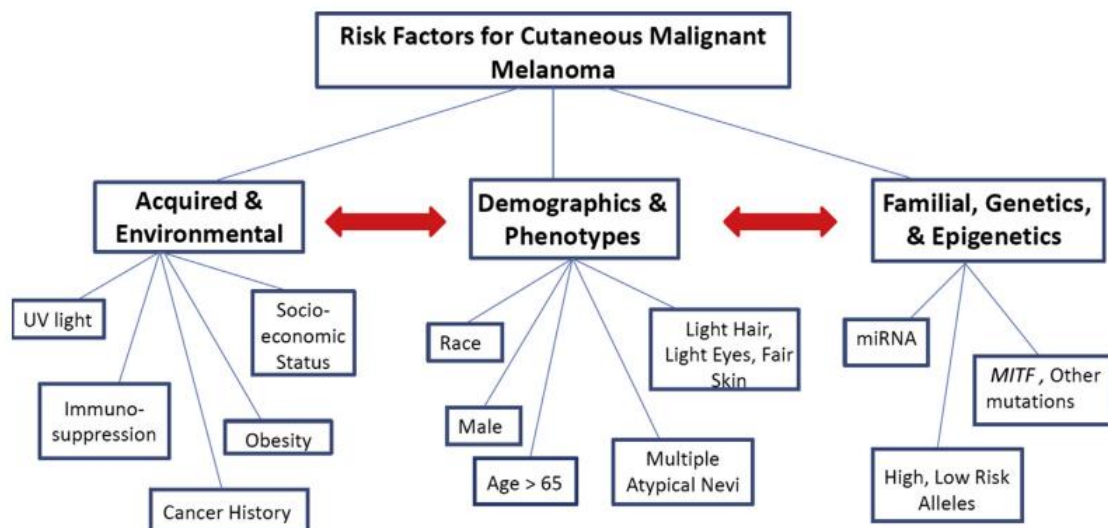 Risk Factors for Cutaneous Malignant
Melanoma
Acquired &
Environmental
Demographics &
Phenotypes
Familial, Genetics,
& Epigenetics
UV light
Socio-
economic
Status
Immuno-
suppression
Obesity
Cancer History
Race
Light Hair,
Light Eyes, Fair
Skin
Male
Age > 65
Multiple
Atypical Nevi
miRNA
MITF , Other
mutations
High, Low Risk
Alleles